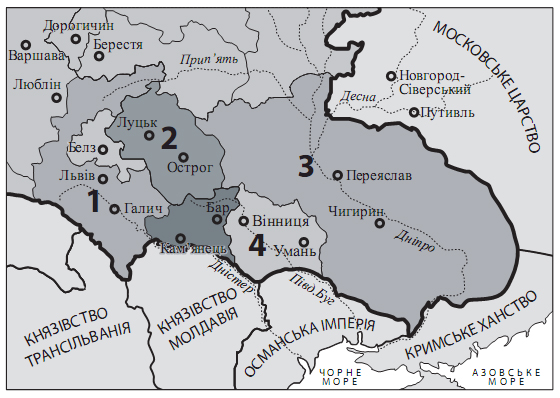 Дорогичин
Варшава
Берестя
Прип’ять
МОСКОВСЬКЕ ЦАРСТВО
Люблін
Новгород-
Сіверський
Десна
Путивль
Луцьк
2
Белз
Острог
3
Львів
Переяслав
1
Галич
Бар
Вінниця
Чигирин
4
Кам'янець
Умань
Дніпро
Дністер
Півд.Буг
КНЯЗІВСТВО
ТРАНСІЛЬВАНІЯ
КНЯЗІВСТВО
МОЛДАВІЯ
ОСМАНСЬКА ІМПЕРІЯ
КРИМСЬКЕ ХАНСТВО
ЧОРНЕ
МОРЕ
АЗОВСЬКЕ
МОРЕ